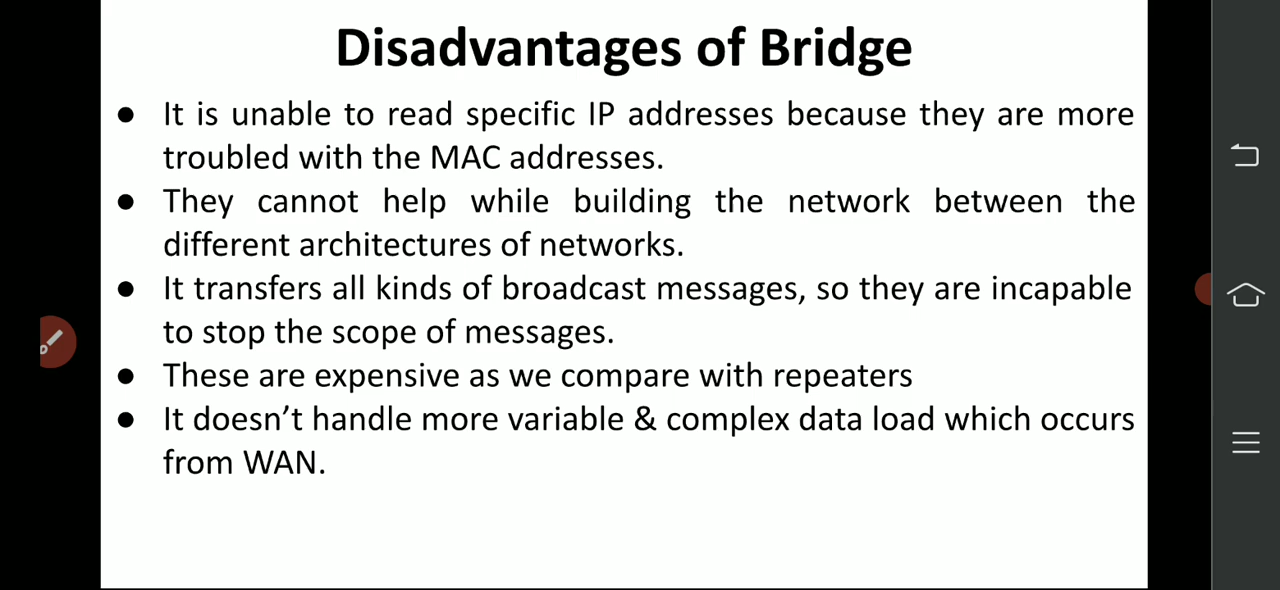 Disadvantages of Bridge
● It is unable to read specific IP addresses because they are more
troubled with the MAC addresses.
● They cannot help while building the network between the
different architectures of networks.
● It transfers all kinds of broadcast messages, so they are incapable
to stop the scope of messages.
● These are expensive as we compare with repeaters
● It doesn’t handle more variable & complex data load which occurs
from WAN.